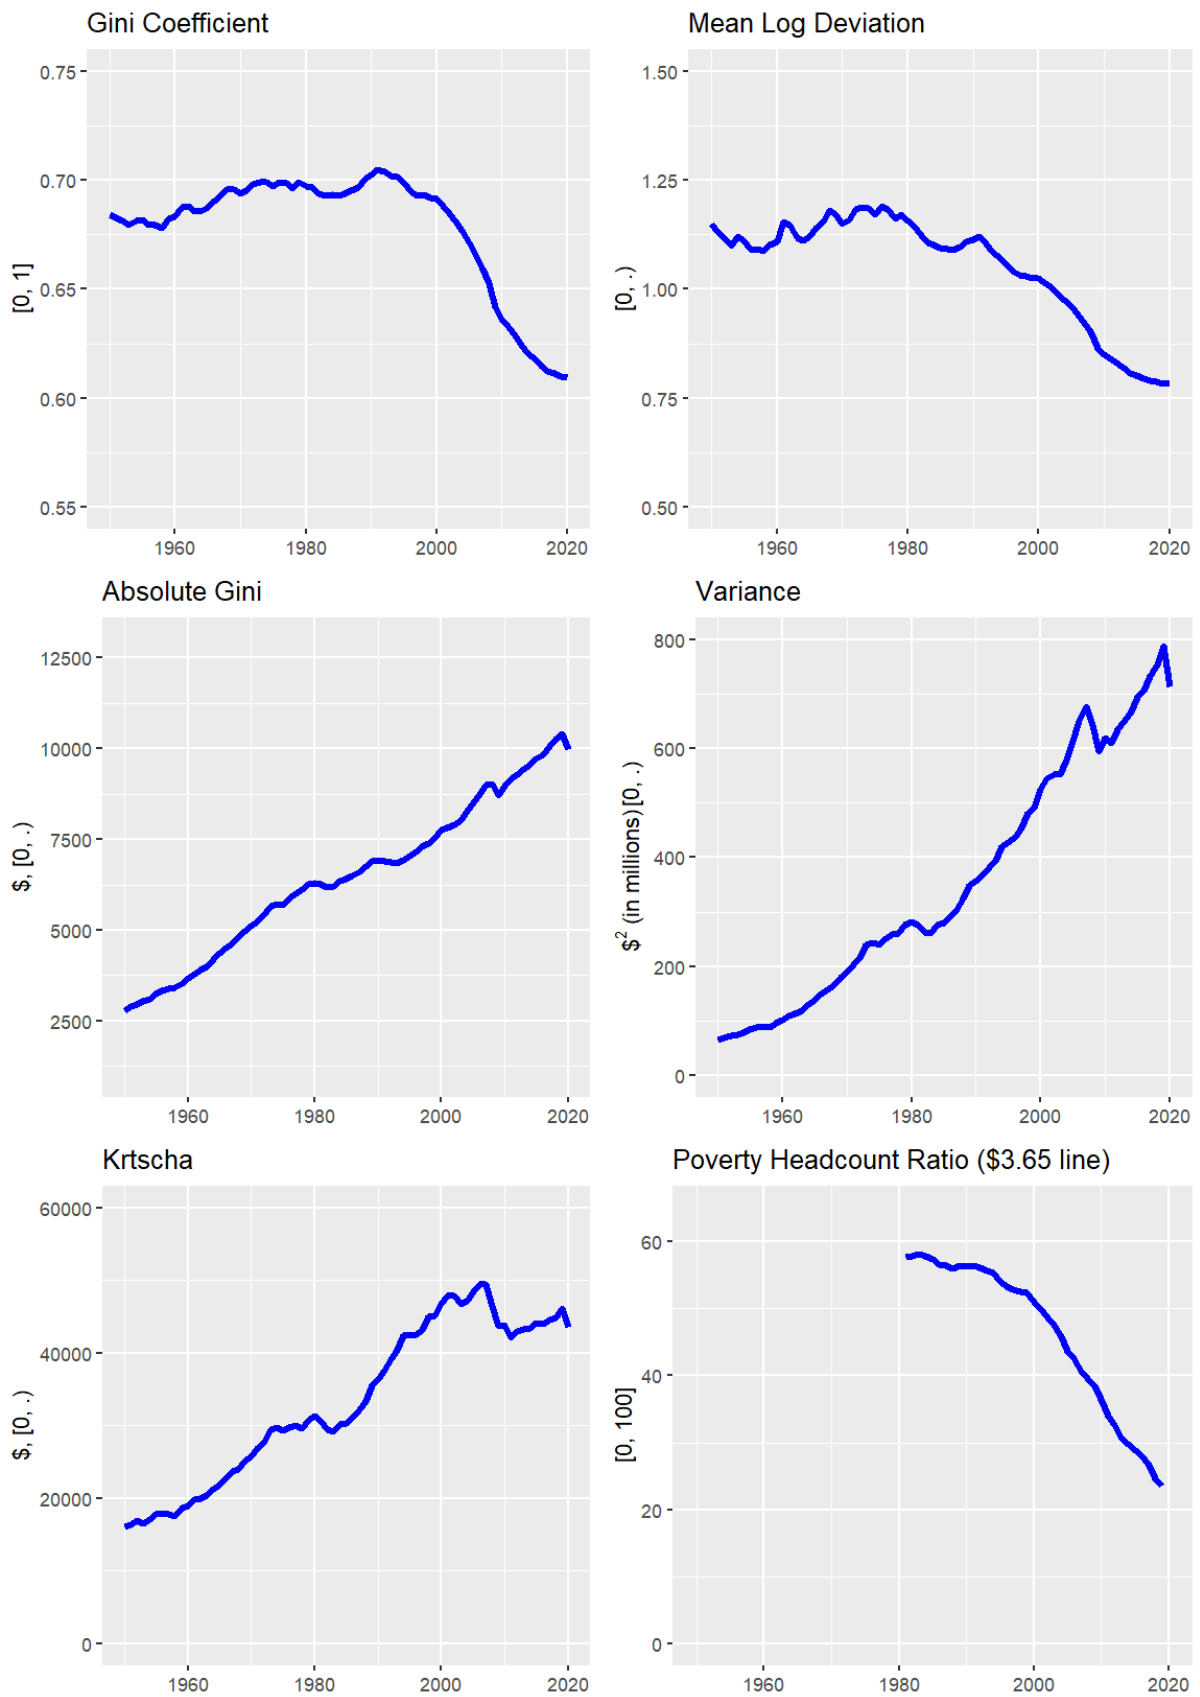 Gini Coefficient
0.75
0.70
0.65
0.60
0.55
[0, 1]
1960 1980 2000 2020
Mean Log Deviation
1.50
1.25
1.00
0.75
0.50
[0, .)
1960 1980 2000 2020
Absolute Gini
12500
10000
7500
5000
2500
$, [0, .)
1960 1980 2000 2020
Variance
800
600
400
200
0
$² (in millions)[0, .)
1960 1980 2000 2020
Krtscha
60000
40000
20000
0
$, [0, .)
1960 1980 2000 2020
Poverty Headcount Ratio ($3.65 line)
60
40
20
0
[0, 100]
1960 1980 2000 2020